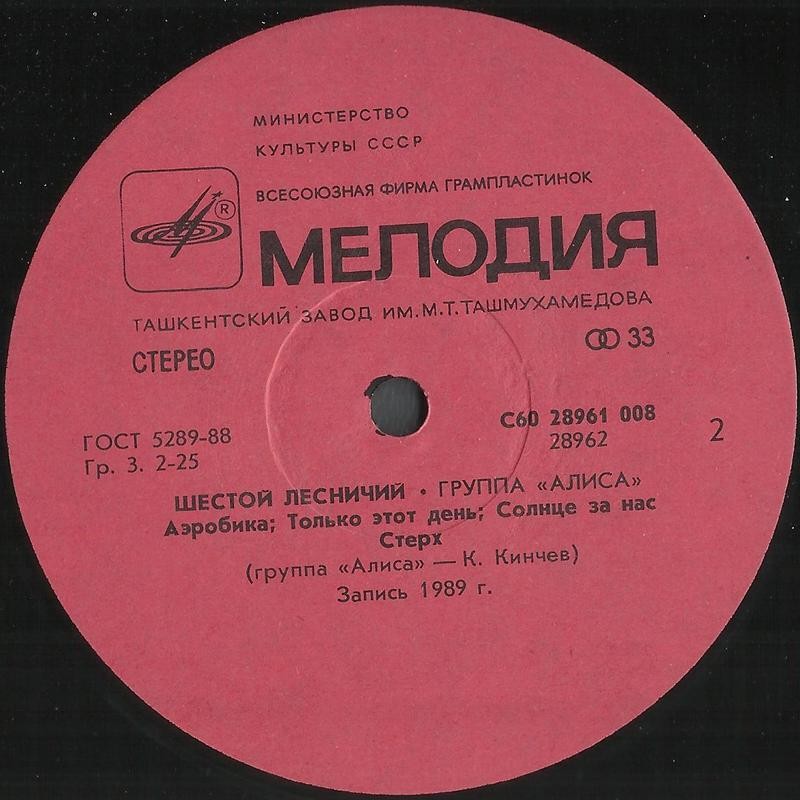 МИНИСТЕРСТВО
КУЛЬТУРЫ СССР
ВСЕСОЮЗНАЯ ФИРМА ГРАМПЛАСТИНОК
®
МЕЛОДИЯ
ТАШКЕНТСКИЙ ЗАВОД ИМ.М.Т.ТАШМУХАМЕДОВА
СТЕРЕО
33
ГОСТ 5289-88
Гр. 3. 2-25
С60 28961 008
28962
2
ШЕСТОЙ ЛЕСНИЧИЙ • ГРУППА «АЛИСА»
Аэробика; Только этот день; Солнце за нас
Стерх
(группа «Алиса» — К. Кинчев)
Запись 1989 г.